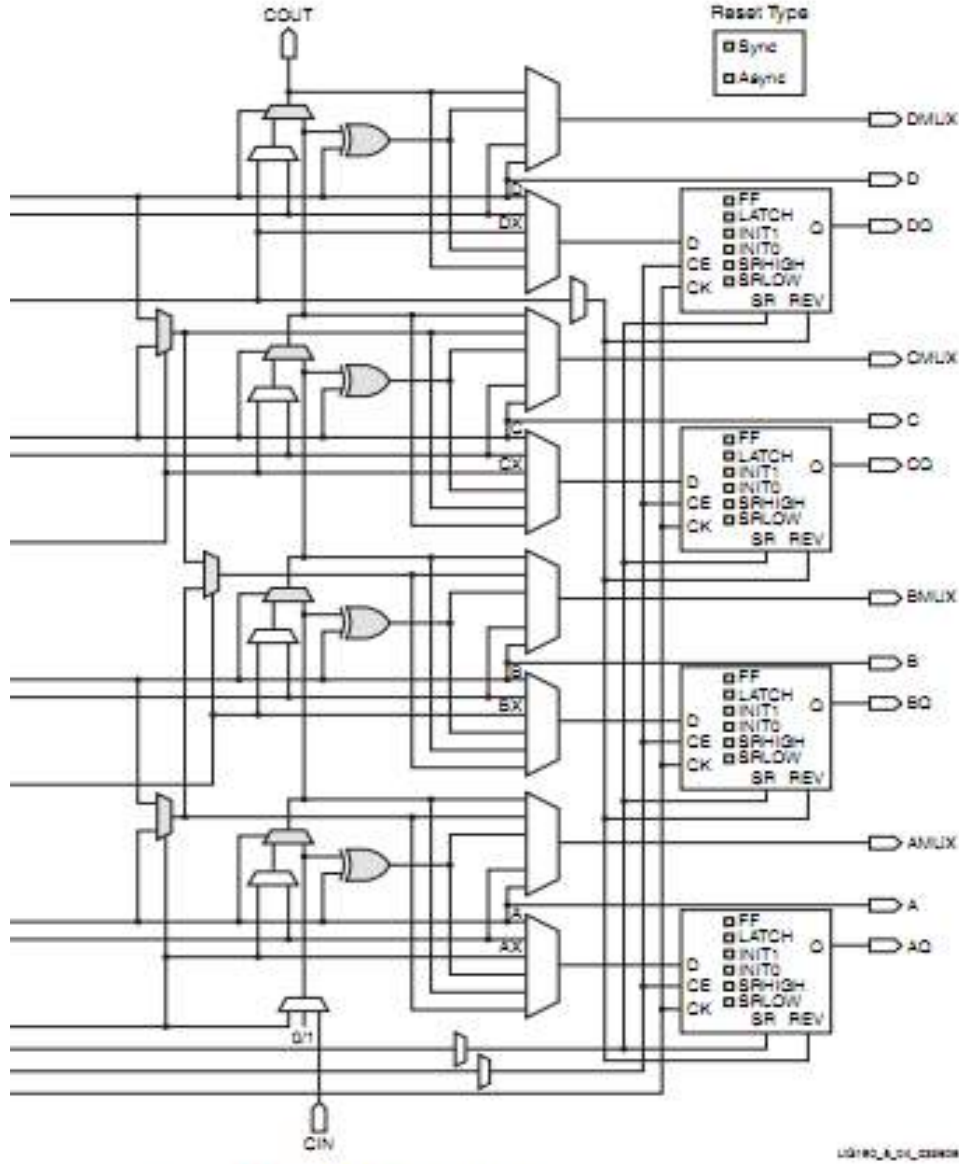 COUT
Reset Type
Sync
Async
DMUX
D
DQ
D
DX
FF
LATCH
INIT1
INIT0
SRHIGH
SRLOW
D
CE
CK
Q
SR REV
CMUX
C
CQ
C
CX
FF
LATCH
INIT1
INIT0
SRHIGH
SRLOW
D
CE
CK
Q
SR REV
BMUX
B
BQ
B
BX
FF
LATCH
INIT1
INIT0
SRHIGH
SRLOW
D
CE
CK
Q
SR REV
AMUX
A
AQ
A
AX
FF
LATCH
INIT1
INIT0
SRHIGH
SRLOW
D
CE
CK
Q
SR REV
0/1
CIN